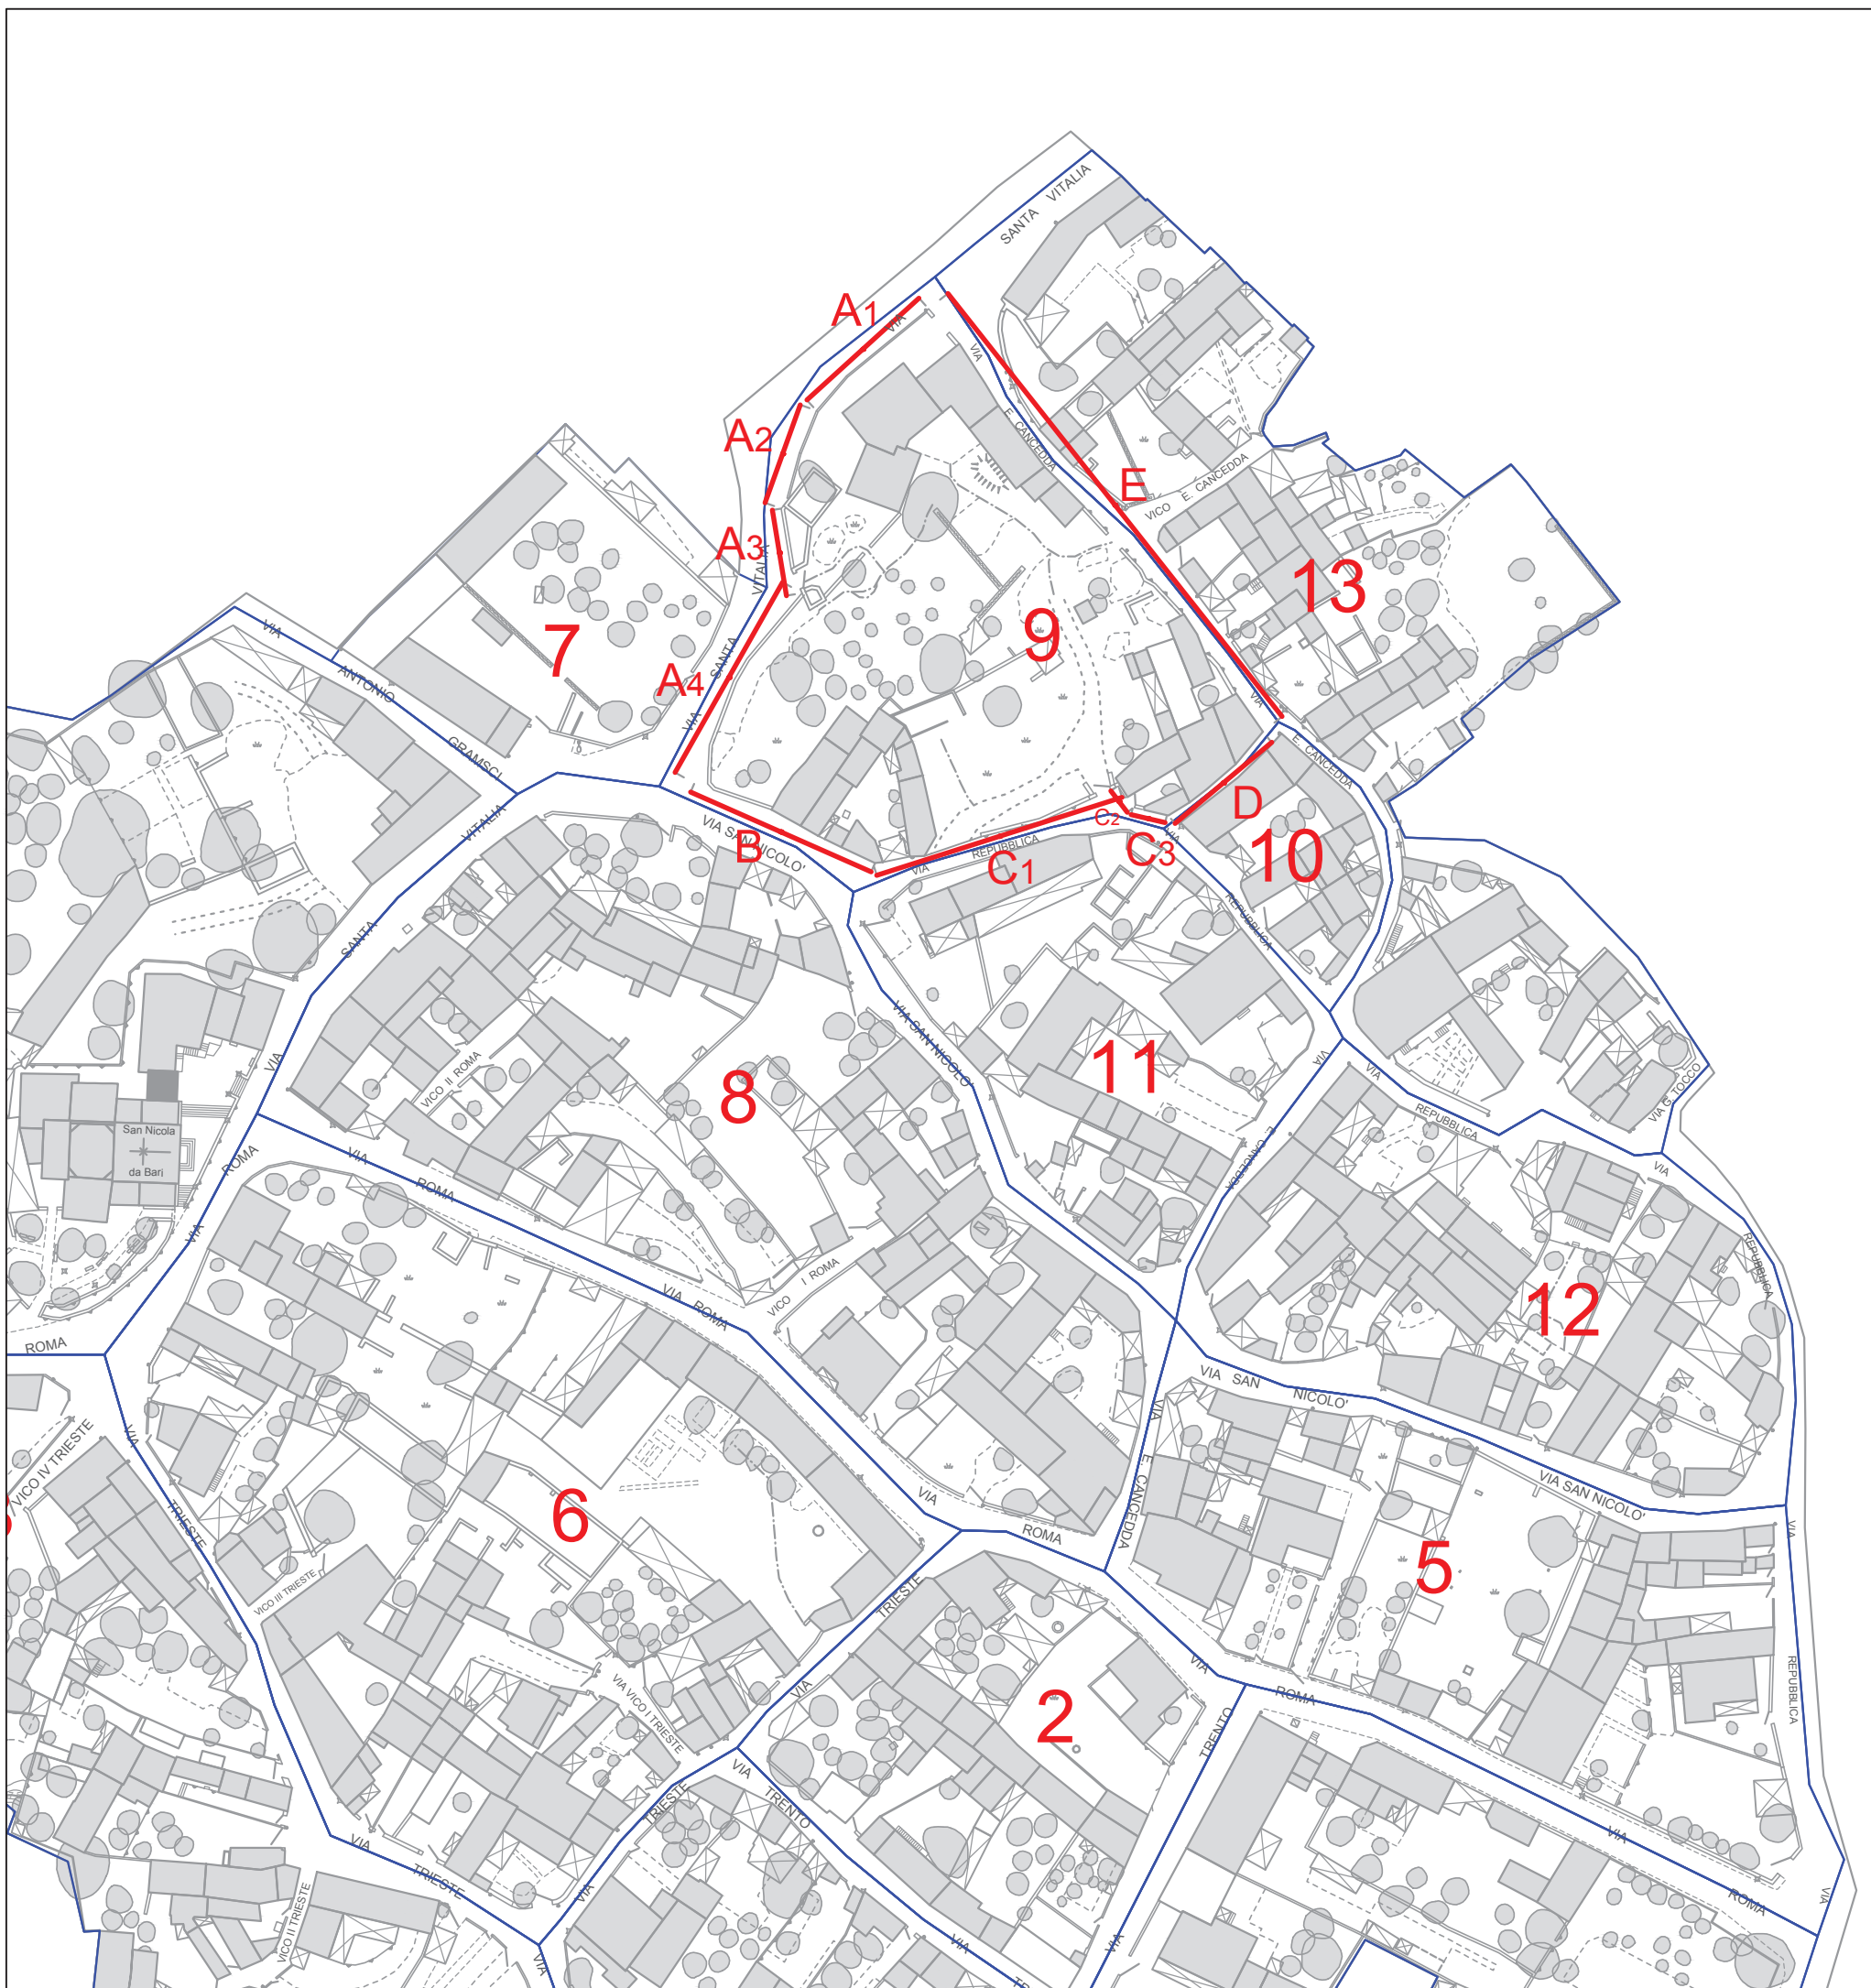 SANTA VITALIA
A1
VIA
VIA
A2
E. CANCEDDA
E
E. CANCEDDA
VICO
A3
VITALIA
13
9
7
VIA
ANTONIO
SANTA
A4
VIA
GRAMSCI
VIA
E. CANCEDDA
D
VITALIA
VIA SAN NICOLO'
B
C2
VIA
C3
REPUBBLICA
C1
VIA
10
SANTA
REPUBBLICA
VIA
VIA SAN NICOLO'
11
8
VICO II ROMA
VIA
VIA
REPUBBLICA
VIA G. TOCCO
San Nicola
da Bari
ROMA
VIA
ROMA
E. CANCEDDA
VIA
VIA
REPUBBLICA
I ROMA
VICO
VIA ROMA
12
ROMA
VIA SAN NICOLO'
VIA
VIA
VICO IV TRIESTE
E. CANCEDDA
VIA SAN NICOLO'
VIA
TRIESTE
6
VIA
ROMA
5
VICO III TRIESTE
TRIESTE
VIA
VIA VICO I TRIESTE
VIA
ROMA
REPUBBLICA
2
TRENTO
VIA
TRENTO
TRIESTE
VIA
TRIESTE
VIA
VIA
ROMA
VIA
VICO II TRIESTE
VIA
VIA
VIA